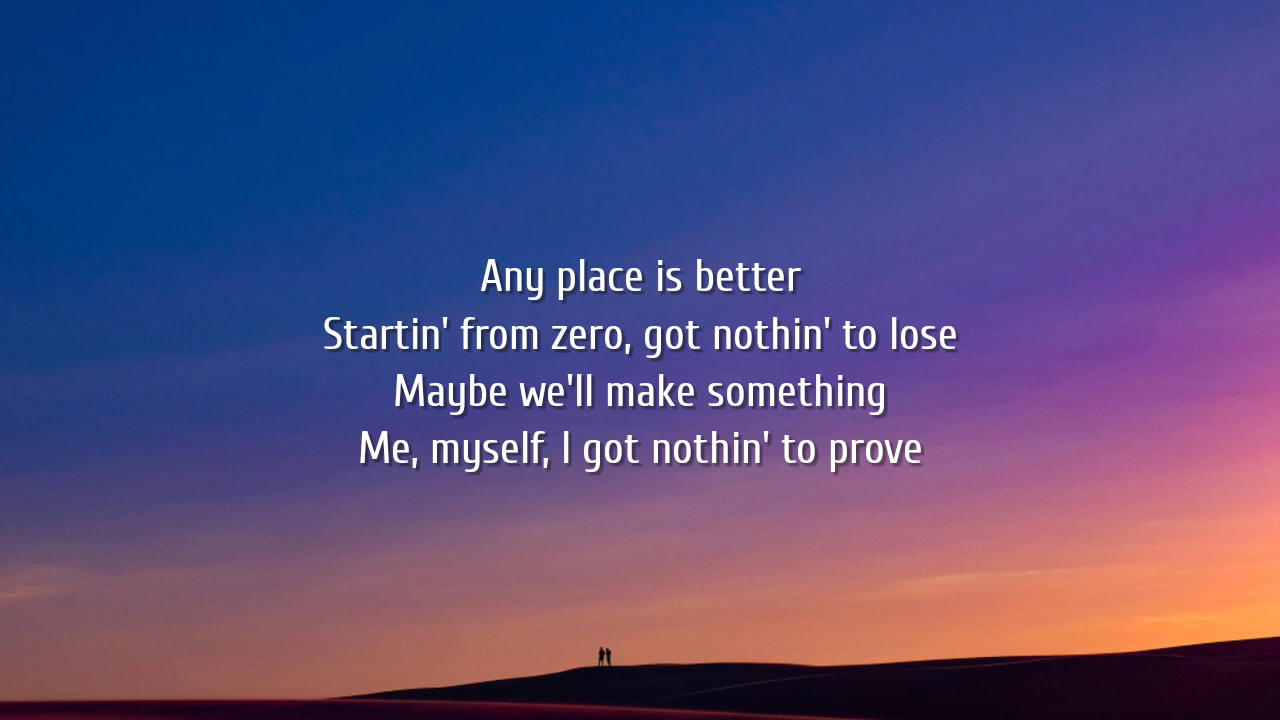 Any place is better
Startin' from zero, got nothin' to lose
Maybe we'll make something
Me, myself, I got nothin' to prove